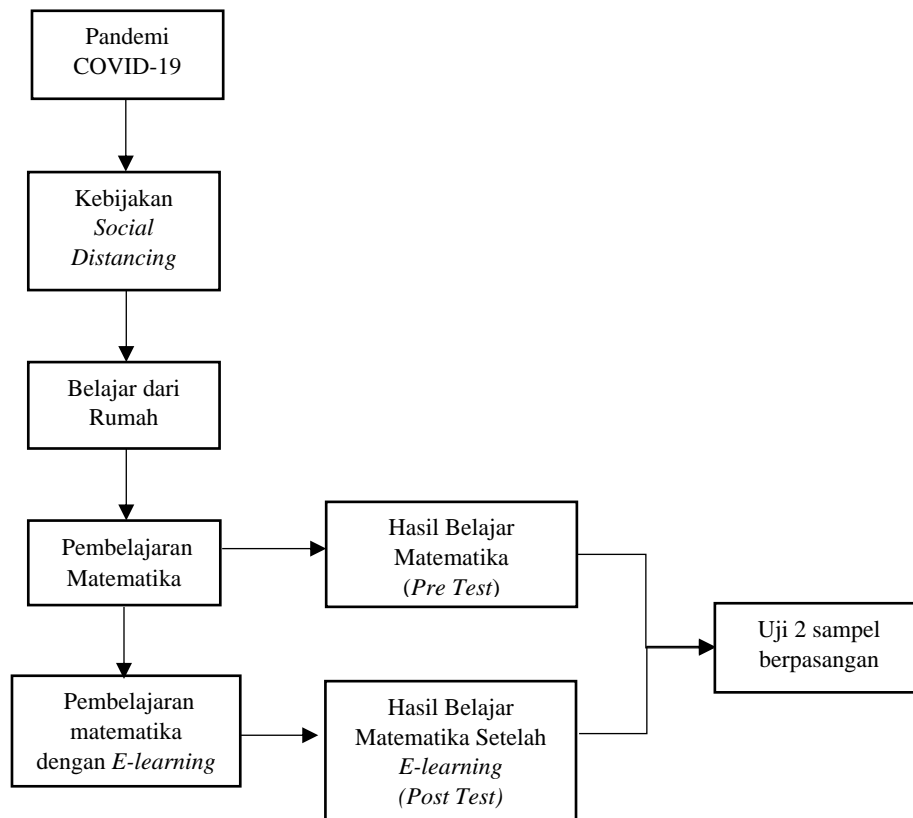 Pandemi
COVID-19
Kebijakan
Social
Distancing
Belajar dari
Rumah
Pembelajaran
Matematika
Hasil Belajar
Matematika
(Pre Test)
Uji 2 sampel
berpasangan
Pembelajaran
matematika
dengan E-learning
Hasil Belajar
Matematika Setelah
E-learning
(Post Test)